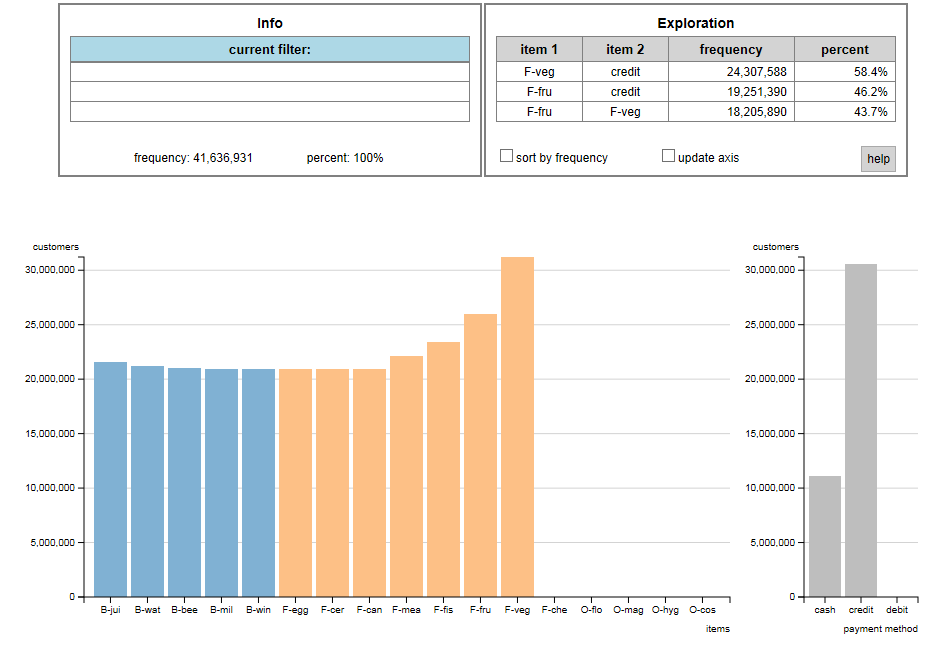 Info
current filter:
frequency: 41,636,931 percent: 100%
Exploration
item 1 item 2 frequency percent
F-veg credit 24,307,588 58.4%
F-fru credit 19,251,390 46.2%
F-fru F-veg 18,205,890 43.7%
sort by frequency update axis help
customers
30,000,000
25,000,000
20,000,000
15,000,000
10,000,000
5,000,000
0
B-jui B-wat B-bee B-mil B-win F-egg F-cer F-can F-mea F-fis F-fru F-veg F-che O-flo O-mag O-hyg O-cos
items
customers
30,000,000
25,000,000
20,000,000
15,000,000
10,000,000
5,000,000
0
cash credit debit
payment method